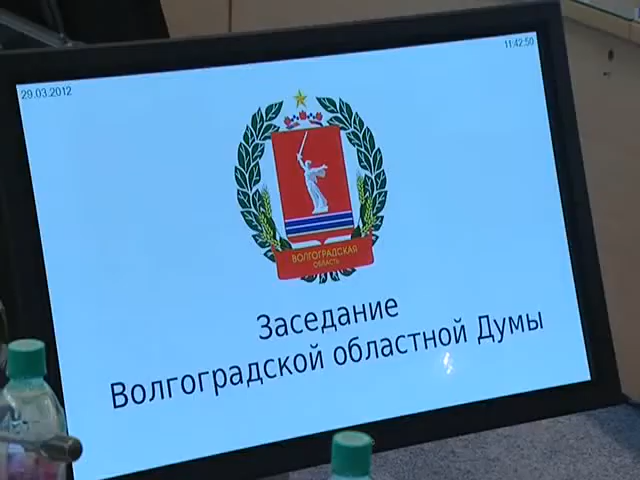 29.03.2012
11:42:50
ВОЛГОГРАДСКАЯ
ОБЛАСТЬ
Заседание
Волгоградской областной Думы